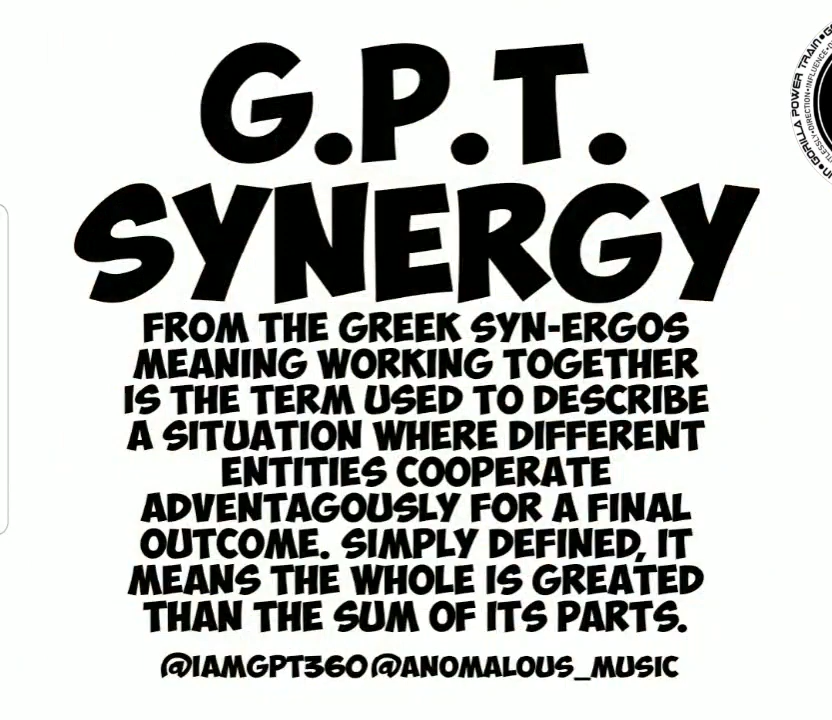 G.P.T.
SYNERGY
FROM THE GREEK SYN-ERGOS
MEANING WORKING TOGETHER
IS THE TERM USED TO DESCRIBE
A SITUATION WHERE DIFFERENT
ENTITIES COOPERATE
ADVENTAGOUSLY FOR A FINAL
OUTCOME. SIMPLY DEFINED, IT
MEANS THE WHOLE IS GREATED
THAN THE SUM OF ITS PARTS.
@IAMGPT360 @ANOMALOUS_MUSIC
GORILLA POWER TRAIN
DIRECTION•INFLUENCE